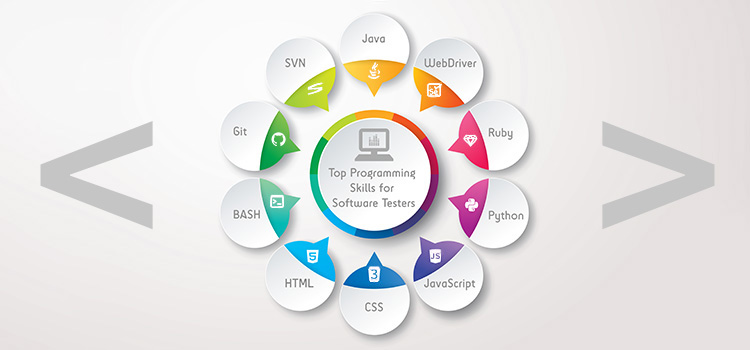 Java
WebDriver
Ruby
Python
JavaScript
JS
CSS
3
HTML
5
BASH
Git
SVN
Top Programming
Skills for
Software Testers
<
>